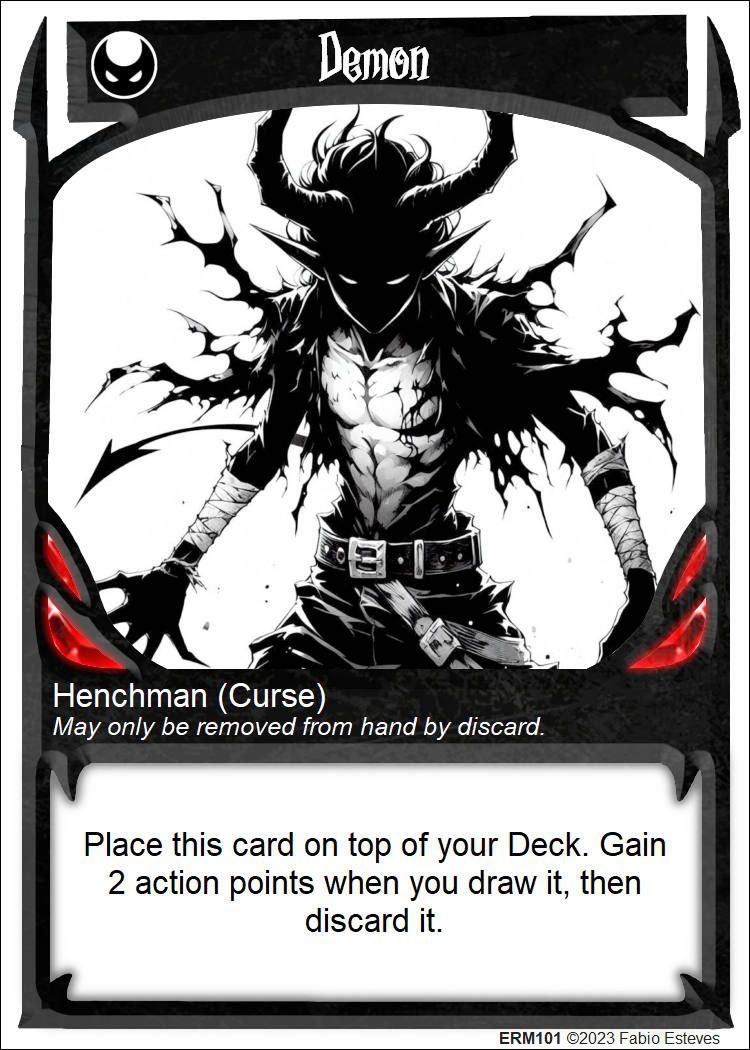 Demon
Henchman (Curse)
May only be removed from hand by discard.
Place this card on top of your Deck. Gain
2 action points when you draw it, then
discard it.
ERM101 ©2023 Fabio Esteves